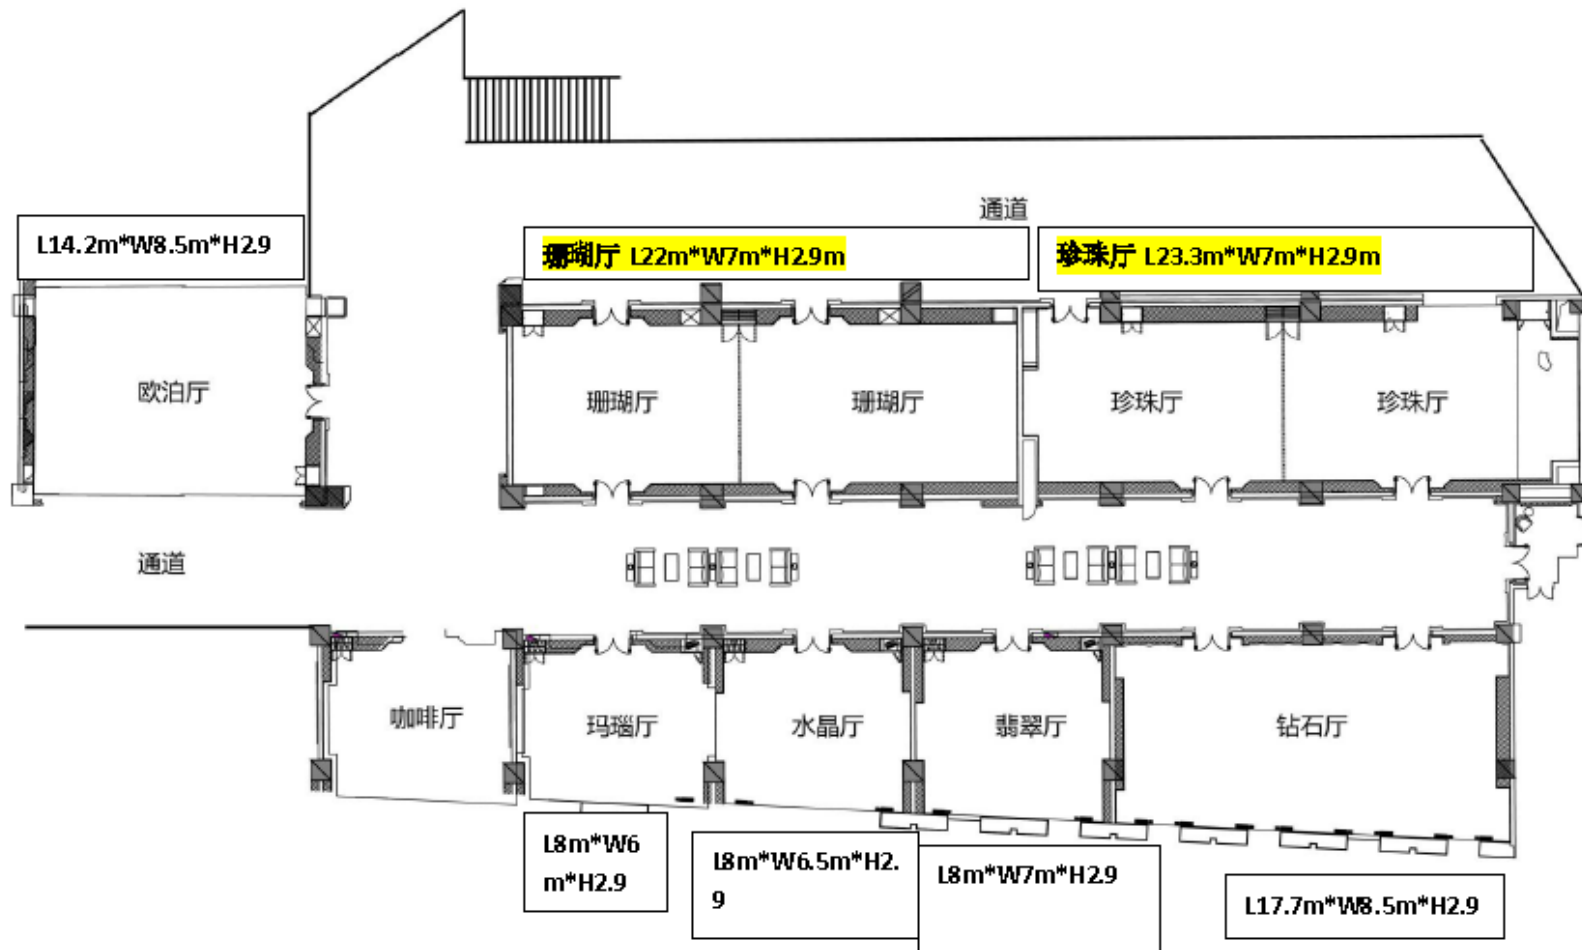 通道
L14.2m*W8.5m*H2.9
珊瑚厅 L22m*W7m*H2.9m
珍珠厅 L23.3m*W7m*H2.9m
欧泊厅
珊瑚厅
珊瑚厅
珍珠厅
珍珠厅
通道
咖啡厅
玛瑙厅
水晶厅
翡翠厅
钻石厅
L8m*W6
m*H2.9
L8m*W6.5m*H2.
9
L8m*W7m*H2.9
L17.7m*W8.5m*H2.9